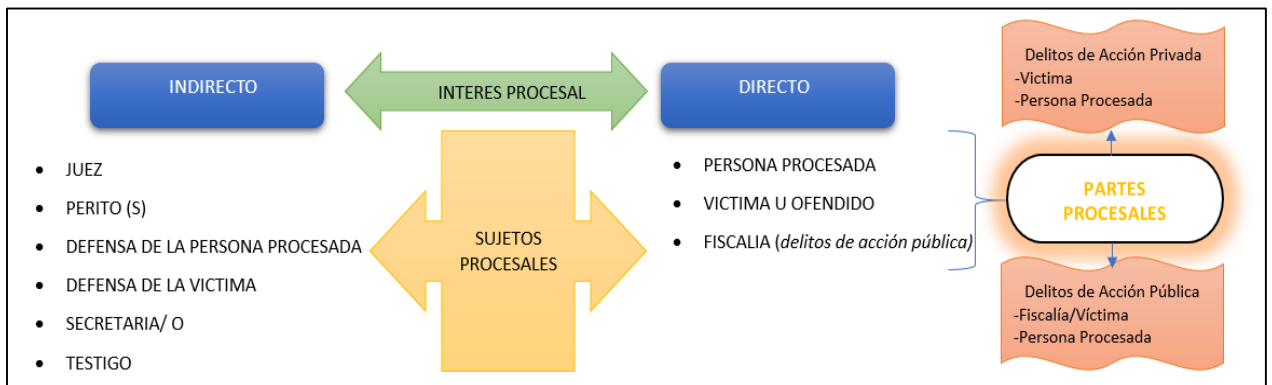 INDIRECTO
INTERES PROCESAL
DIRECTO
JUEZ
PERITO (S)
DEFENSA DE LA PERSONA PROCESADA
DEFENSA DE LA VICTIMA
SECRETARIA/ O
TESTIGO
SUJETOS
PROCESALES
PERSONA PROCESADA
VICTIMA U OFENDIDO
FISCALIA (delitos de acción pública)
Delitos de Acción Privada
-Victima
-Persona Procesada
PARTES
PROCESALES
Delitos de Acción Pública
-Fiscalía/Víctima
-Persona Procesada